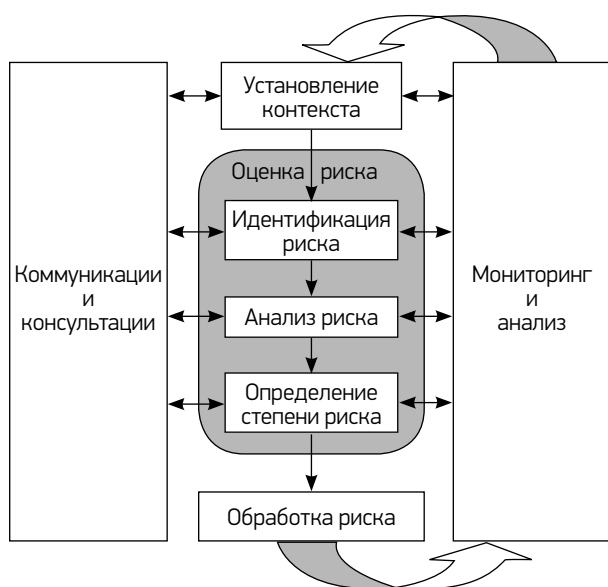 Установление
контекста
Оценка риска
Идентификация
риска
Коммуникации
и
консультации
Анализ риска
Мониторинг
и
анализ
Определение
степени риска
Обработка риска